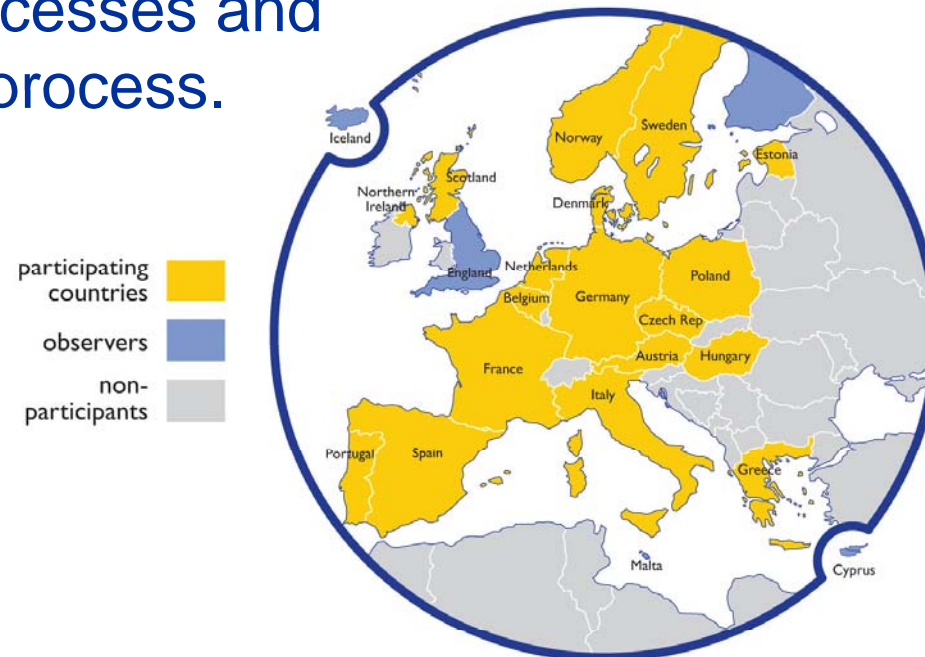 cesses and
process.
participating
countries
observers
non-
participants
Iceland
Norway
Sweden
Estonia
Scotland
Northern
Ireland
Denmark
England
Netherlands
Belgium
Germany
Poland
Czech Rep
France
Austria
Hungary
Italy
Portugal
Spain
Greece
Malta
Cyprus